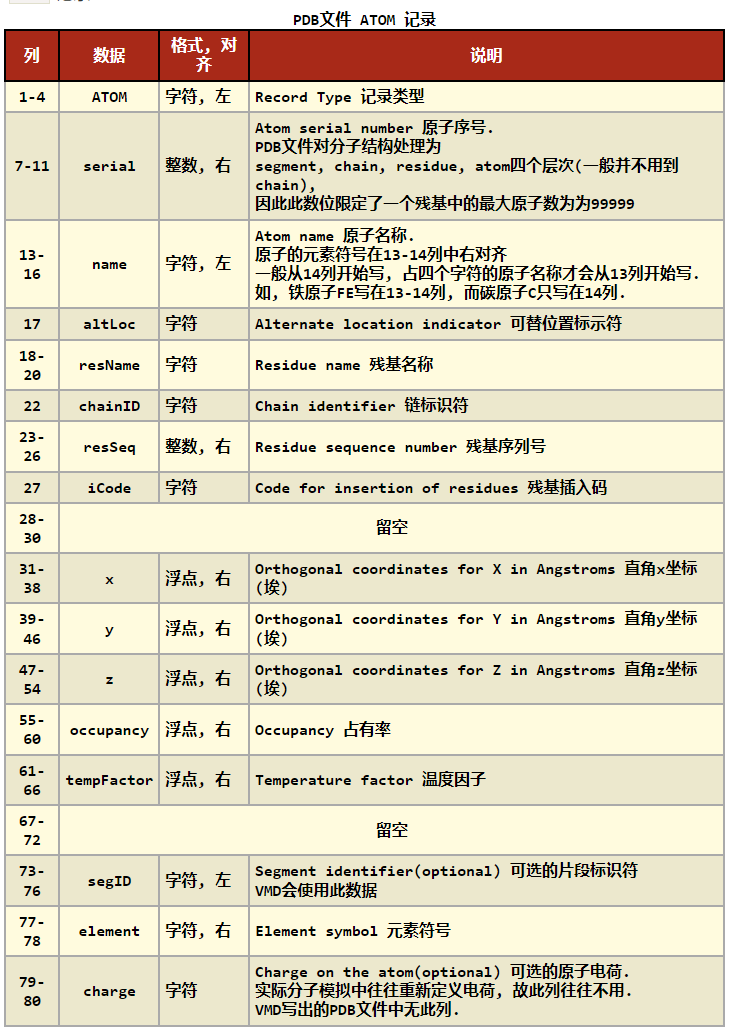 PDB文件 ATOM 记录
列 数据 格式, 对齐 说明
1-4 ATOM 字符, 左 Record Type 记录类型
7-11 serial 整数, 右 Atom serial number 原子序号.
PDB文件对分子结构处理为
segment, chain, residue, atom四个层次(一般并不用到
chain),
因此此数位限定了一个残基中的最大原子数为为99999
13-16 name 字符, 左 Atom name 原子名称.
原子的元素符号在13-14列中右对齐
一般从14列开始写, 占四个字符的原子名称才会从13列开始写.
如, 铁原子FE写在13-14列, 而碳原子C只写在14列.
17 altLoc 字符 Alternate location indicator 可替位置标示符
18-20 resName 字符 Residue name 残基名称
22 chainID 字符 Chain identifier 链标识符
23-26 resSeq 整数, 右 Residue sequence number 残基序列号
27 iCode 字符 Code for insertion of residues 残基插入码
28-30 留空
31-38 x 浮点, 右 Orthogonal coordinates for X in Angstroms 直角x坐标
(埃)
39-46 y 浮点, 右 Orthogonal coordinates for Y in Angstroms 直角y坐标
(埃)
47-54 z 浮点, 右 Orthogonal coordinates for Z in Angstroms 直角z坐标
(埃)
55-60 occupancy 浮点, 右 Occupancy 占有率
61-66 tempFactor 浮点, 右 Temperature factor 温度因子
67-72 留空
73-76 segID 字符, 左 Segment identifier(optional) 可选的片段标识符
VMD会使用此数据
77-78 element 字符, 右 Element symbol 元素符号
79-80 charge 字符 Charge on the atom(optional) 可选的原子电荷.
实际分子模拟中往往重新定义电荷, 故此列往往不用.
VMD写出的PDB文件中无此列.